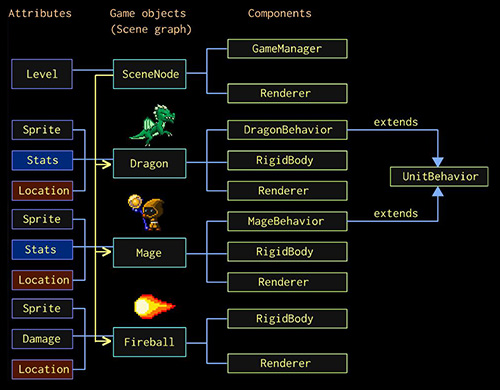 Attributes
Game objects
(Scene graph)
Components
Level
SceneNode
GameManager
Renderer
Sprite
Stats
Location
Dragon
DragonBehavior
RigidBody
Renderer
extends
UnitBehavior
Sprite
Stats
Location
Mage
MageBehavior
RigidBody
Renderer
extends
Sprite
Damage
Location
Fireball
RigidBody
Renderer